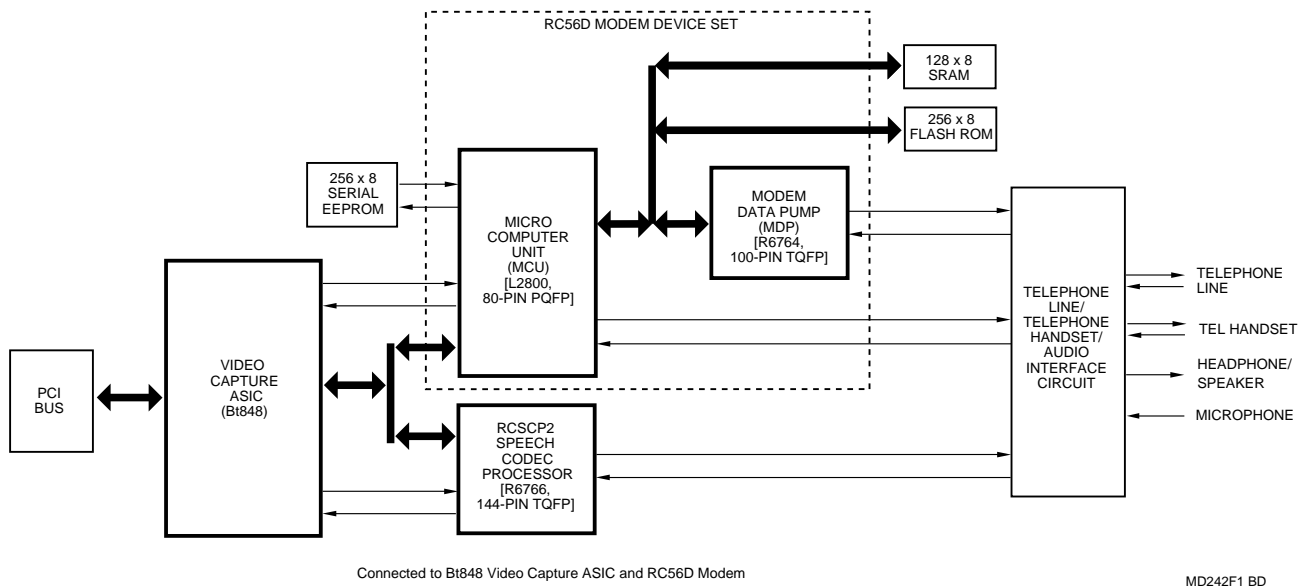 RC56D MODEM DEVICE SET
128 x 8
SRAM
256 x 8
FLASH ROM
256 x 8
SERIAL
EEPROM
MICRO
COMPUTER
UNIT
(MCU)
[L2800,
80-PIN PQFP]
MODEM
DATA PUMP
(MDP)
[R6764,
100-PIN TQFP]
PCI
BUS
VIDEO
CAPTURE
ASIC
(Bt848)
RCSCP2
SPEECH
CODEC
PROCESSOR
[R6766,
144-PIN TQFP]
TELEPHONE
LINE/
TELEPHONE
HANDSET/
AUDIO
INTERFACE
CIRCUIT
TELEPHONE
LINE
TEL HANDSET
HEADPHONE/
SPEAKER
MICROPHONE
Connected to Bt848 Video Capture ASIC and RC56D Modem
MD242F1 BD